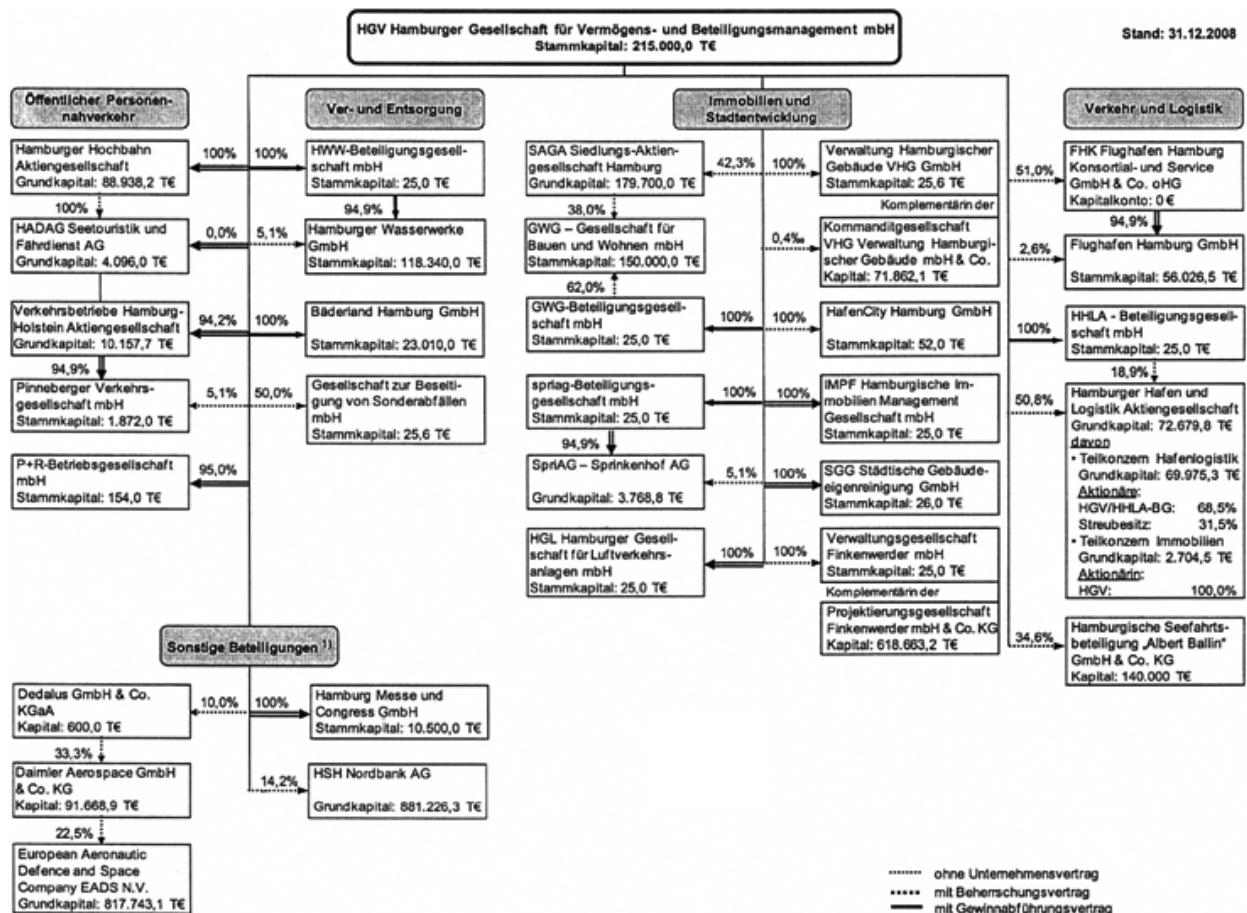 HGV Hamburger Gesellschaft für Vermögens- und Beteiligungsmanagement mbH
Stammkapital: 215.000,0 T€
Stand: 31.12.2008
Öffentlicher Personen-
nahverkehr
Hamburger Hochbahn
Aktiengesellschaft
Grundkapital: 88.938,2 T€
100%
100%
HADAG Seetouristik und
Fährdienst AG
Grundkapital: 4.096,0 T€
0,0%
Verkehrsbetriebe Hamburg-
Holstein Aktiengesellschaft
Grundkapital: 10.157,7 T€
94,2%
94,9%
Pinneberger Verkehrs-
gesellschaft mbH
Stammkapital: 1.872,0 T€
5,1%
P+R-Betriebsgesellschaft
mbH
Stammkapital: 154,0 T€
95,0%
Ver- und Entsorgung
100%
HWW-Beteiligungsgesell-
schaft mbH
Stammkapital: 25,0 T€
94,9%
5,1%
Hamburger Wasserwerke
GmbH
Stammkapital: 118.340,0 T€
100%
Bäderland Hamburg GmbH
Stammkapital: 23.010,0 T€
50,0%
Gesellschaft zur Beseiti-
gung von Sonderabfällen
mbH
Stammkapital: 25,6 T€
Immobilien und
Stadtentwicklung
SAGA Siedlungs-Aktien-
gesellschaft Hamburg
Grundkapital: 179.700,0 T€
42,3%
38,0%
GWG – Gesellschaft für
Bauen und Wohnen mbH
Stammkapital: 150.000,0 T€
62,0%
GWG-Beteiligungsgesell-
schaft mbH
Stammkapital: 25,0 T€
100%
spriag-Beteiligungs-
gesellschaft mbH
Stammkapital: 25,0 T€
100%
94,9%
SpriAG – Sprinkenhof AG
Grundkapital: 3.768,8 T€
5,1%
HGL Hamburger Gesell-
schaft für Luftverkehrs-
anlagen mbH
Stammkapital: 25,0 T€
100%
100%
Verwaltung Hamburgischer
Gebäude VHG GmbH
Stammkapital: 25,6 T€
Komplementärin der
0,4‰
Kommanditgesellschaft
VHG Verwaltung Hamburgi-
scher Gebäude mbH & Co.
Kapital: 71.862,1 T€
100%
HafenCity Hamburg GmbH
Stammkapital: 52,0 T€
100%
IMPF Hamburgische Im-
mobilien Management
Gesellschaft mbH
Stammkapital: 25,0 T€
100%
SGG Städtische Gebäude-
eigenreinigung GmbH
Stammkapital: 26,0 T€
100%
Verwaltungsgesellschaft
Finkenwerder mbH
Stammkapital: 25,0 T€
Komplementärin der
Projektierungsgesellschaft
Finkenwerder mbH & Co. KG
Kapital: 618.663,2 T€
Verkehr und Logistik
51,0%
FHK Flughafen Hamburg
Konsortial- und Service
GmbH & Co. oHG
Kapitalkonto: 0 €
94,9%
2,6%
Flughafen Hamburg GmbH
Stammkapital: 56.026,5 T€
100%
HHLA - Beteiligungsgesell-
schaft mbH
Stammkapital: 25,0 T€
18,9%
50,8%
Hamburger Hafen und
Logistik Aktiengesellschaft
Grundkapital: 72.679,8 T€
davon
• Teilkonzern Hafenlogistik
Grundkapital: 69.975,3 T€
Aktionäre:
HGV/HHLA-BG: 68,5%
Streubesitz: 31,5%
• Teilkonzern Immobilien
Grundkapital: 2.704,5 T€
Aktionärin:
HGV: 100,0%
34,6%
Hamburgische Seefahrts-
beteiligung „Albert Ballin“
GmbH & Co. KG
Kapital: 140.000 T€
Sonstige Beteiligungen 1)
Dedalus GmbH & Co.
KGaA
Kapital: 600,0 T€
10,0%
33,3%
Daimler Aerospace GmbH
& Co. KG
Kapital: 91.668,9 T€
22,5%
European Aeronautic
Defence and Space
Company EADS N.V.
Grundkapital: 817.743,1 T€
100%
Hamburg Messe und
Congress GmbH
Stammkapital: 10.500,0 T€
14,2%
HSH Nordbank AG
Grundkapital: 881.226,3 T€
ohne Unternehmensvertrag
mit Beherrschungsvertrag
mit Gewinnabführungsvertrag